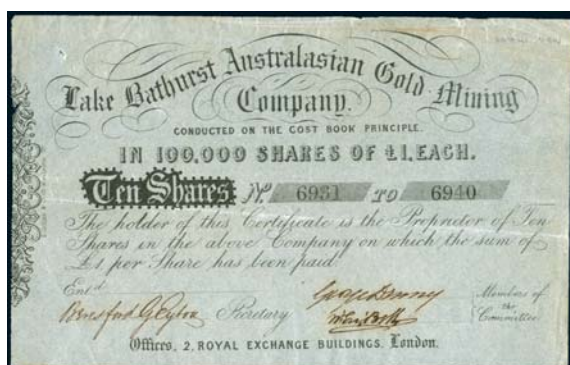 Lake Bathurst Australasian Gold Mining
Company.
CONDUCTED ON THE COST BOOK PRINCIPLE.
IN 100,000 SHARES OF £1. EACH.
Ten Shares Nº 6931 TO 6940
The holder of this Certificate is the Proprietor of Ten
Shares in the above Company on which the sum of
£1 per Share has been paid
Entd
Secretary
Members of
the
Committee
Offices, 2, ROYAL EXCHANGE BUILDINGS, London.